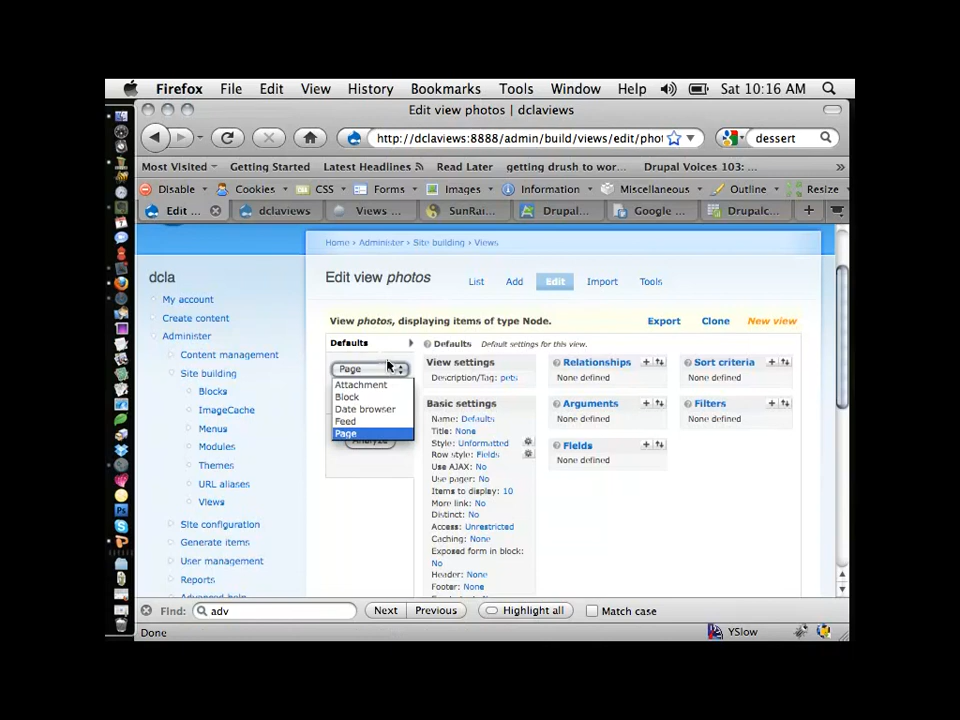 Firefox File Edit View History Bookmarks Tools Window Help Sat 10:16 AM
Edit view photos | dclaviews
http://dclaviews:8888/admin/build/views/edit/phot dessert
Most Visited Getting Started Latest Headlines Read Later getting drush to wor... Drupal Voices 103: ...
Disable Cookies CSS Forms Images Information Miscellaneous Outline Resize
Edit ... dclaviews Views ... SunRai... Drupal... Google ... Drupalc...
Home › Administer › Site building › Views
dcla
Edit view photos List Add Edit Import Tools
My account
Create content
Administer
Content management
Site building
Blocks
ImageCache
Menus
Modules
Themes
URL aliases
Views
Site configuration
Generate items
User management
Reports
Advanced help
View photos, displaying items of type Node. Export Clone New view
Defaults
Page
Attachment
Block
Date browser
Feed
Page
Analyze
Defaults Default settings for this view.
View settings
Description/Tag: pets
Basic settings
Name: Defaults
Title: None
Style: Unformatted
Row style: Fields
Use AJAX: No
Use pager: No
Items to display: 10
More link: No
Distinct: No
Access: Unrestricted
Caching: None
Exposed form in block:
No
Header: None
Footer: None
Relationships
None defined
Arguments
None defined
Fields
None defined
Sort criteria
None defined
Filters
None defined
Find: adv Next Previous Highlight all Match case
Done YSlow